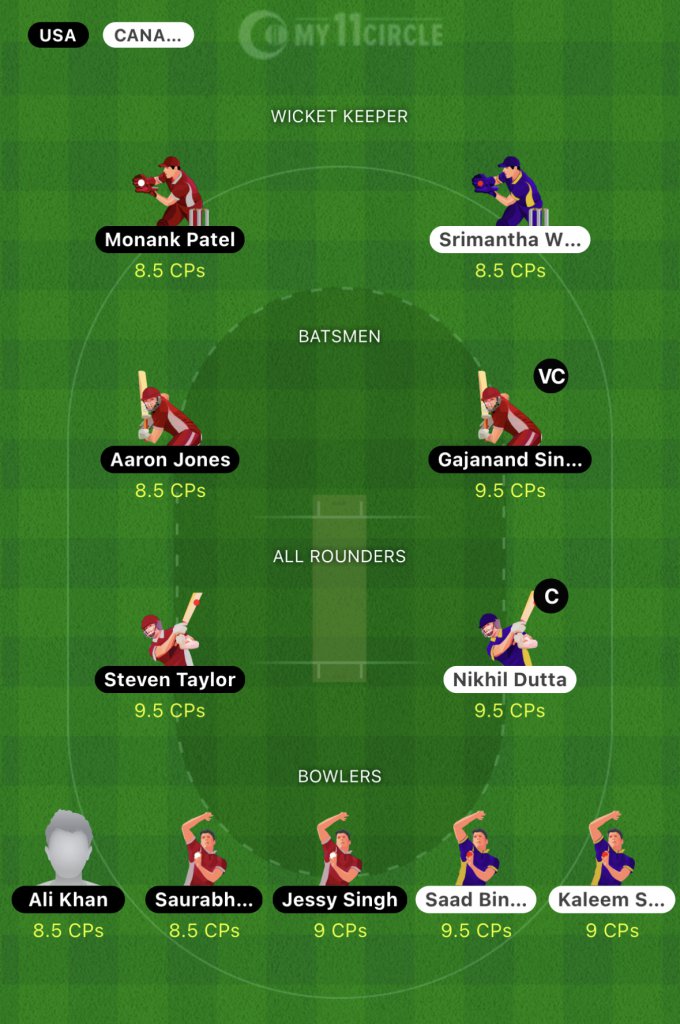 USA CANA... MY11CIRCLE
WICKET KEEPER
Monank Patel Srimantha W...
8.5 CPs 8.5 CPs
BATSMEN
VC
Aaron Jones Gajanand Sin...
8.5 CPs 9.5 CPs
ALL ROUNDERS
C
Steven Taylor Nikhil Dutta
9.5 CPs 9.5 CPs
BOWLERS
Ali Khan Saurabh... Jessy Singh Saad Bin... Kaleem S...
8.5 CPs 8.5 CPs 9 CPs 9.5 CPs 9 CPs